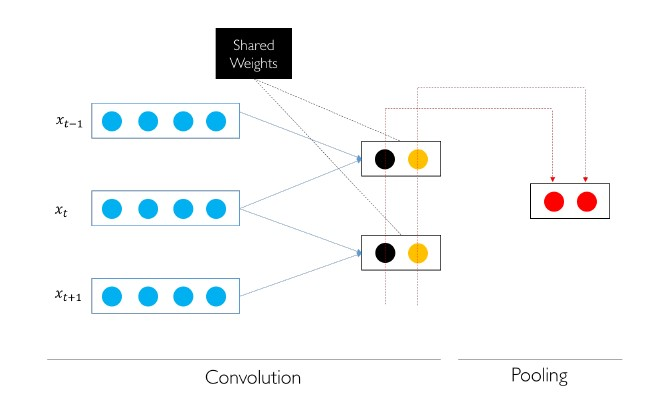 Shared
Weights
x_{t−1}
x_t
x_{t+1}
Convolution
Pooling